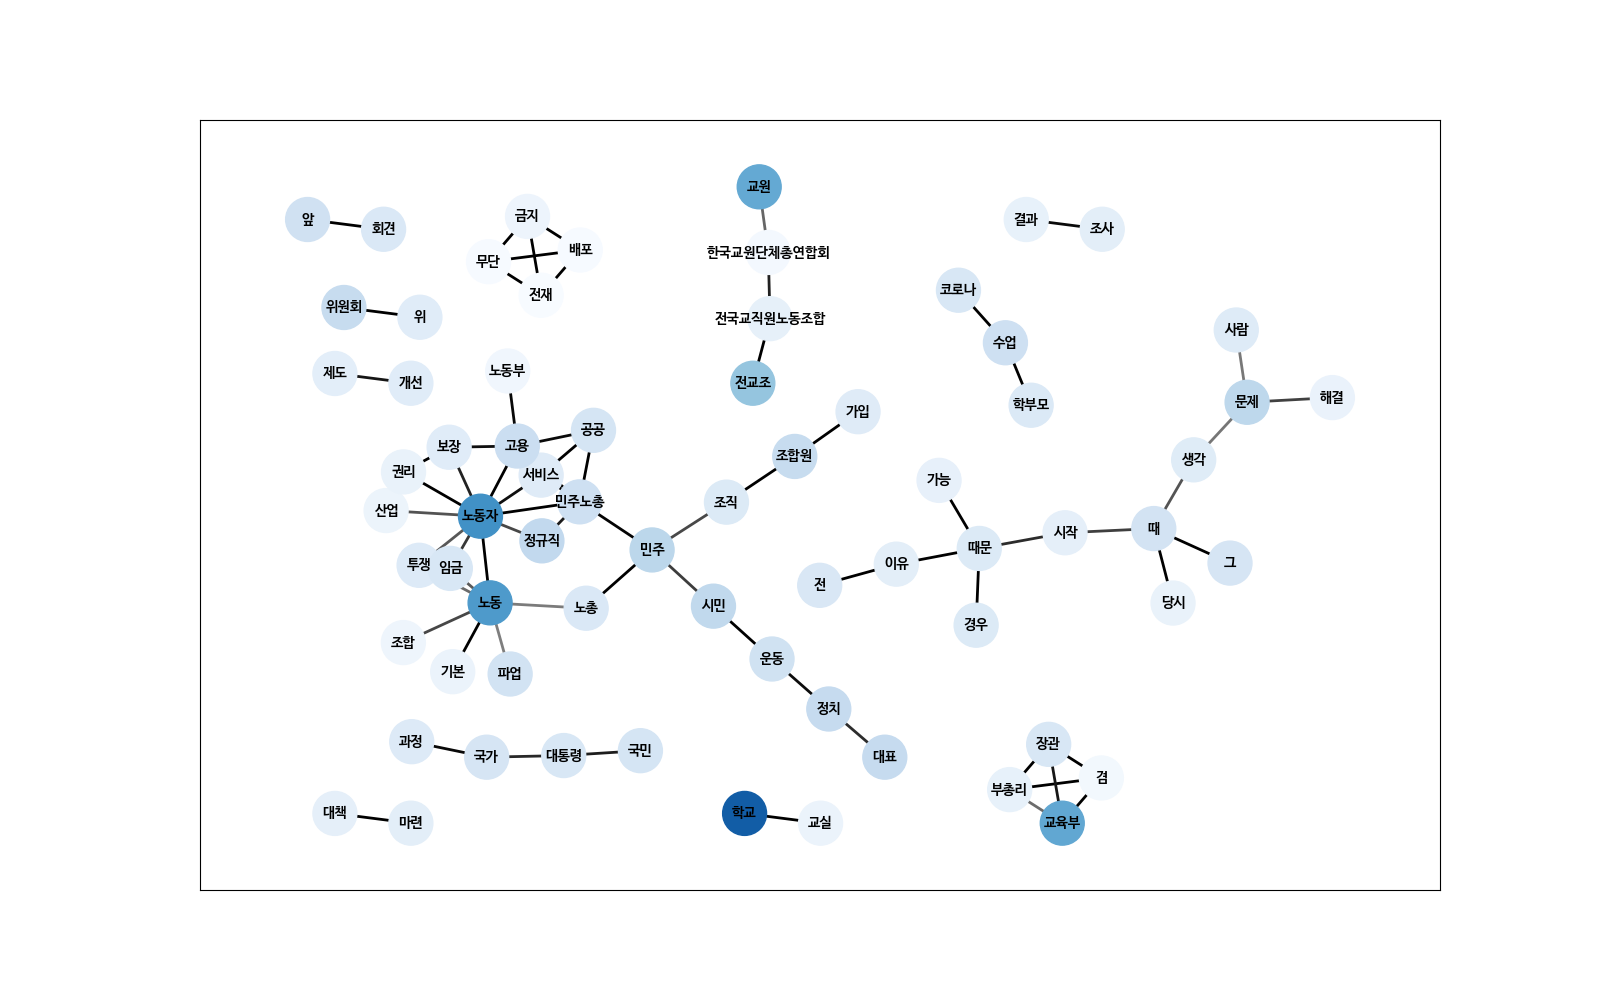 교원
금지
앞
결과
회견
조사
배포
한국교원단체총연합회
무단
코로나
전재
위원회
위
전국교직원노동조합
사람
수업
노동부
제도
개선
전교조
해결
문제
학부모
가입
공공
고용
보장
조합원
생각
권리
서비스
가능
민주노총
조직
산업
노동자
때
시작
정규직
때문
민주
그
이유
투쟁
임금
전
노동
당시
시민
노총
경우
조합
운동
기본
파업
정치
과정
장관
국민
대통령
국가
대표
겸
부총리
대책
학교
마련
교실
교육부